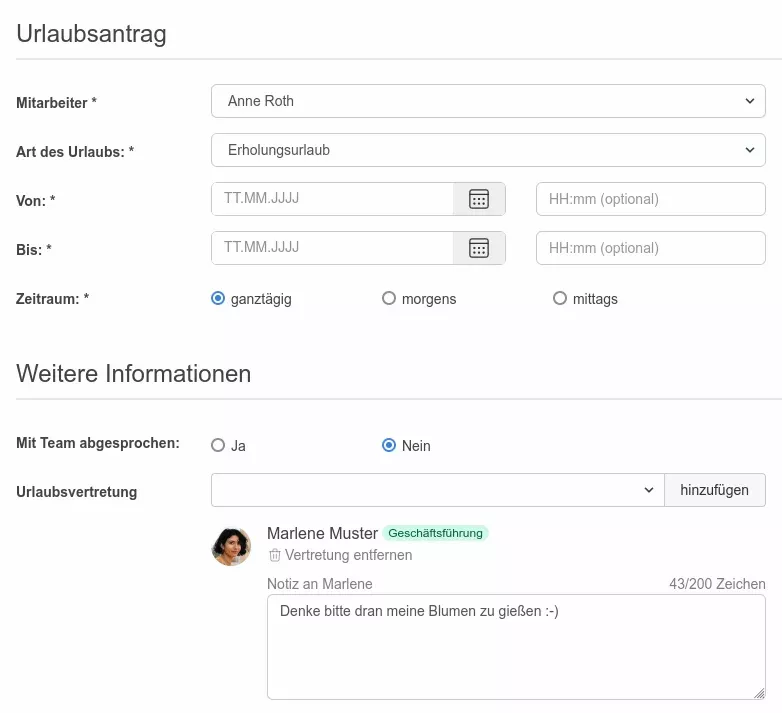 Urlaubsantrag
Mitarbeiter * Anne Roth
Art des Urlaubs: * Erholungsurlaub
Von: * TT.MM.JJJJ HH:mm (optional)
Bis: * TT.MM.JJJJ HH:mm (optional)
Zeitraum: * ganztägig morgens mittags
Weitere Informationen
Mit Team abgesprochen: Ja Nein
Urlaubsvertretung hinzufügen
Marlene Muster Geschäftsführung
Vertretung entfernen
Notiz an Marlene 43/200 Zeichen
Denke bitte dran meine Blumen zu gießen :-)